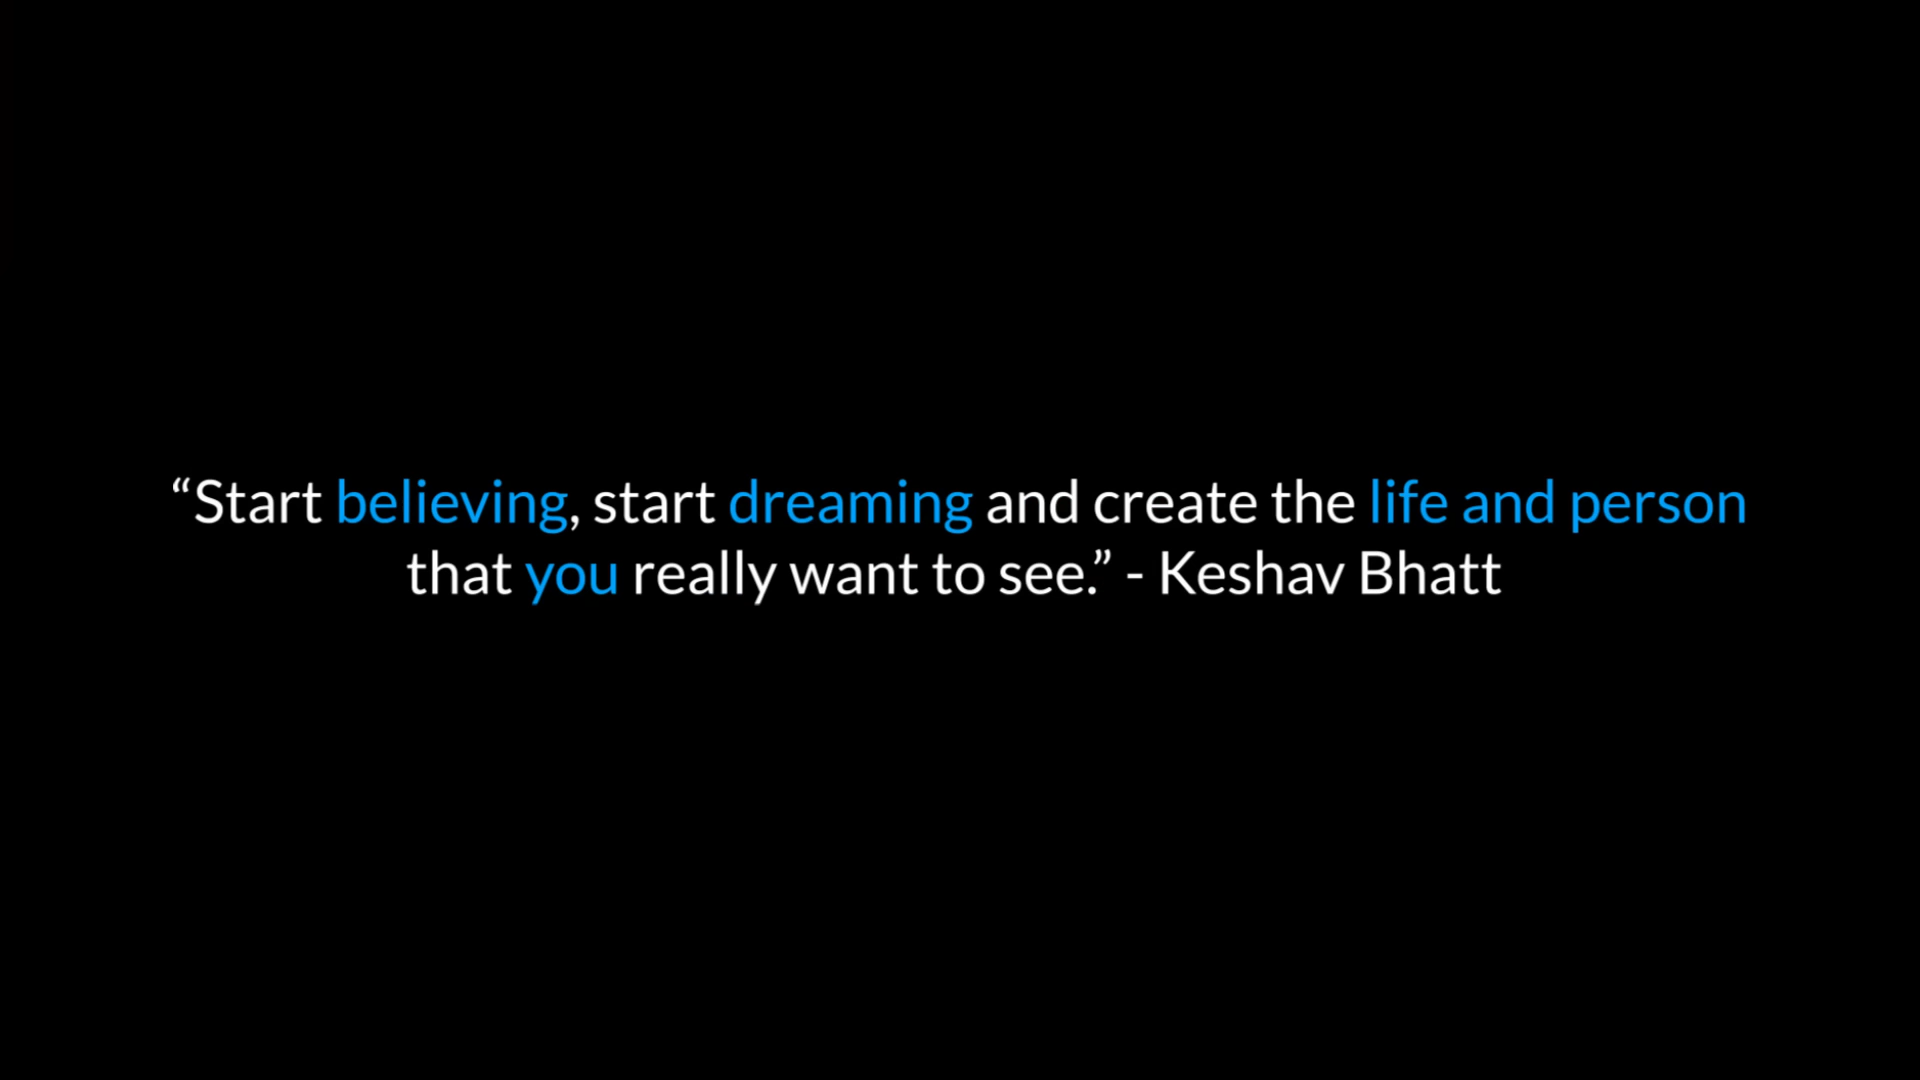 “Start believing, start dreaming and create the life and person
that you really want to see.” - Keshav Bhatt